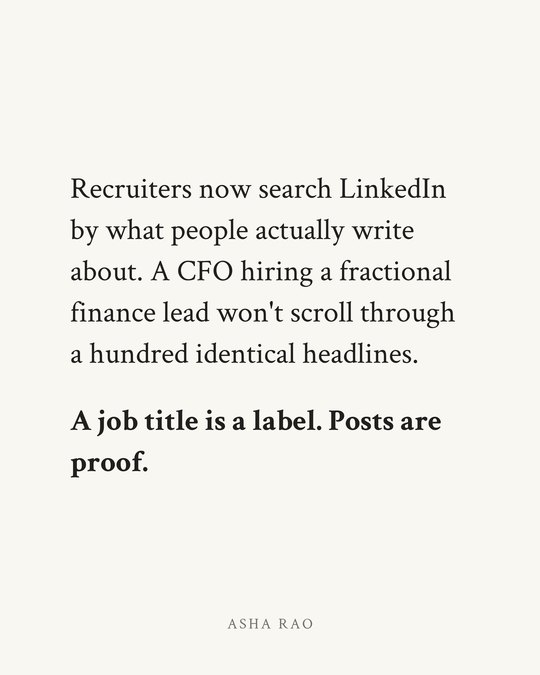 Recruiters now search LinkedIn
by what people actually write
about. A CFO hiring a fractional
finance lead won't scroll through
a hundred identical headlines.
A job title is a label. Posts are
proof.
ASHA RAO